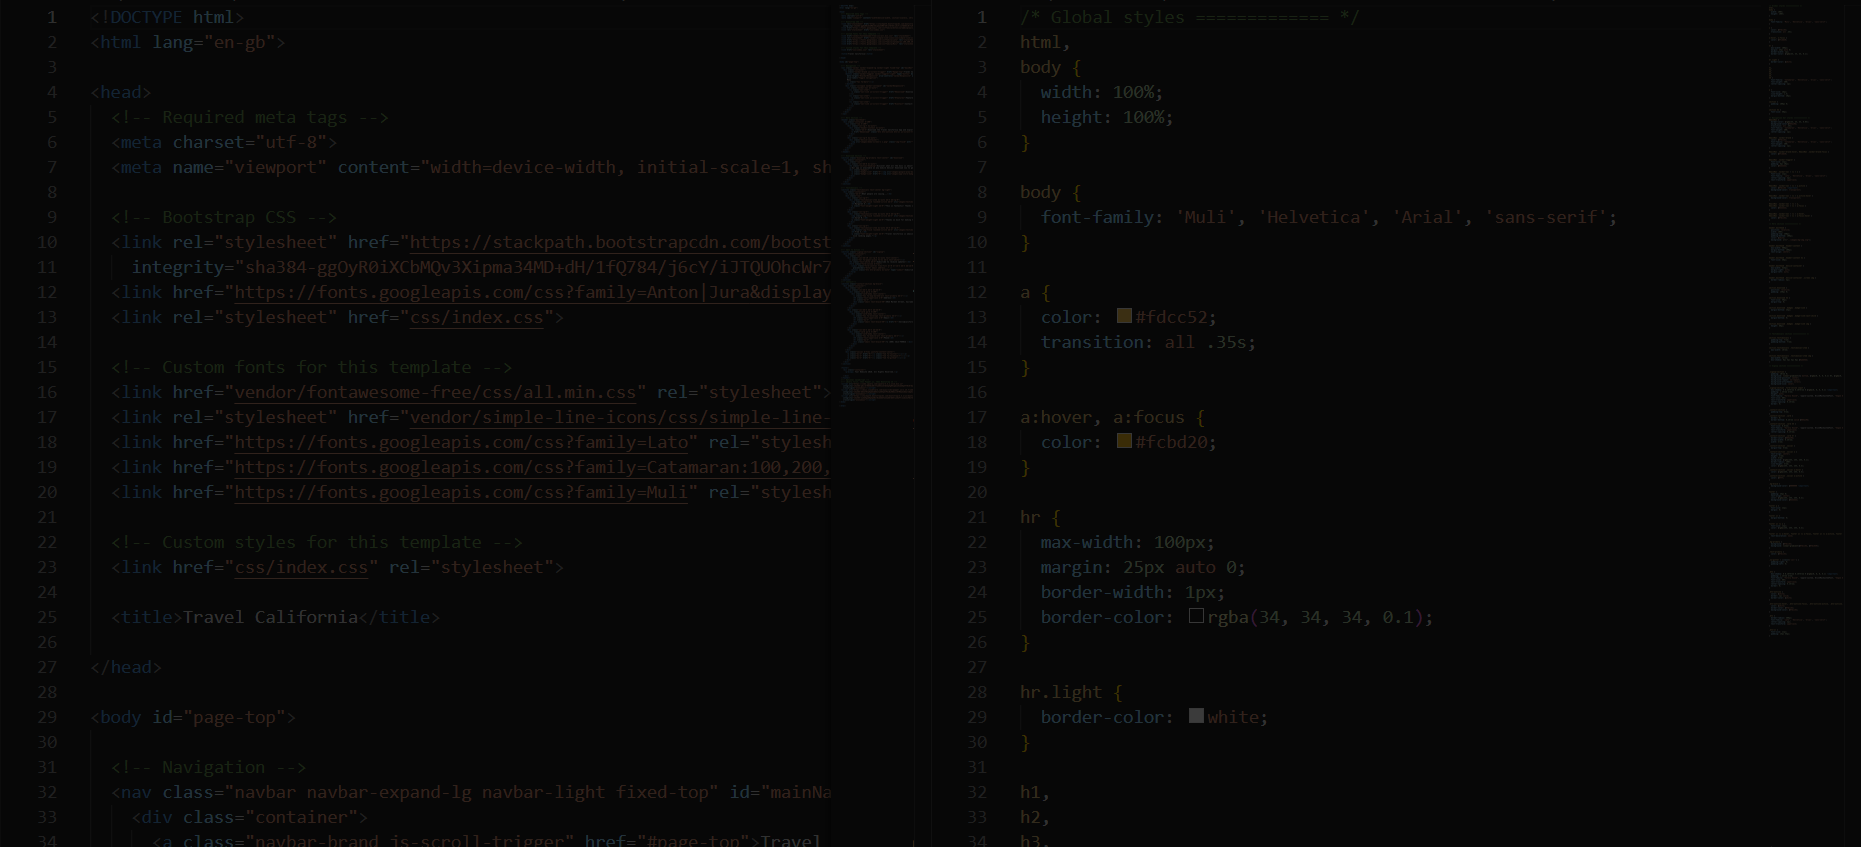 1 <!DOCTYPE html>
2 <html lang="en-gb">
3
4 <head>
5 <!-- Required meta tags -->
6 <meta charset="utf-8">
7 <meta name="viewport" content="width=device-width, initial-scale=1, sh
8
9 <!-- Bootstrap CSS -->
10 <link rel="stylesheet" href="https://stackpath.bootstrapcdn.com/bootst
11 integrity="sha384-ggOyR0iXCbMQv3Xipma34MD+dH/1fQ784/j6cY/iJTQUOhcWr7
12 <link href="https://fonts.googleapis.com/css?family=Anton|Jura&display
13 <link rel="stylesheet" href="css/index.css">
14
15 <!-- Custom fonts for this template -->
16 <link href="vendor/fontawesome-free/css/all.min.css" rel="stylesheet">
17 <link rel="stylesheet" href="vendor/simple-line-icons/css/simple-line-
18 <link href="https://fonts.googleapis.com/css?family=Lato" rel="stylesh
19 <link href="https://fonts.googleapis.com/css?family=Catamaran:100,200,
20 <link href="https://fonts.googleapis.com/css?family=Muli" rel="stylesh
21
22 <!-- Custom styles for this template -->
23 <link href="css/index.css" rel="stylesheet">
24
25 <title>Travel California</title>
26
27 </head>
28
29 <body id="page-top">
30
31 <!-- Navigation -->
32 <nav class="navbar navbar-expand-lg navbar-light fixed-top" id="mainNa
33 <div class="container">
34 <a class="navbar-brand js-scroll-trigger" href="#page-top">Travel
1 /* Global styles ============= */
2 html,
3 body {
4 width: 100%;
5 height: 100%;
6 }
7
8 body {
9 font-family: 'Muli', 'Helvetica', 'Arial', 'sans-serif';
10 }
11
12 a {
13 color: #fdcc52;
14 transition: all .35s;
15 }
16
17 a:hover, a:focus {
18 color: #fcbd20;
19 }
20
21 hr {
22 max-width: 100px;
23 margin: 25px auto 0;
24 border-width: 1px;
25 border-color: rgba(34, 34, 34, 0.1);
26 }
27
28 hr.light {
29 border-color: white;
30 }
31
32 h1,
33 h2,
34 h3,